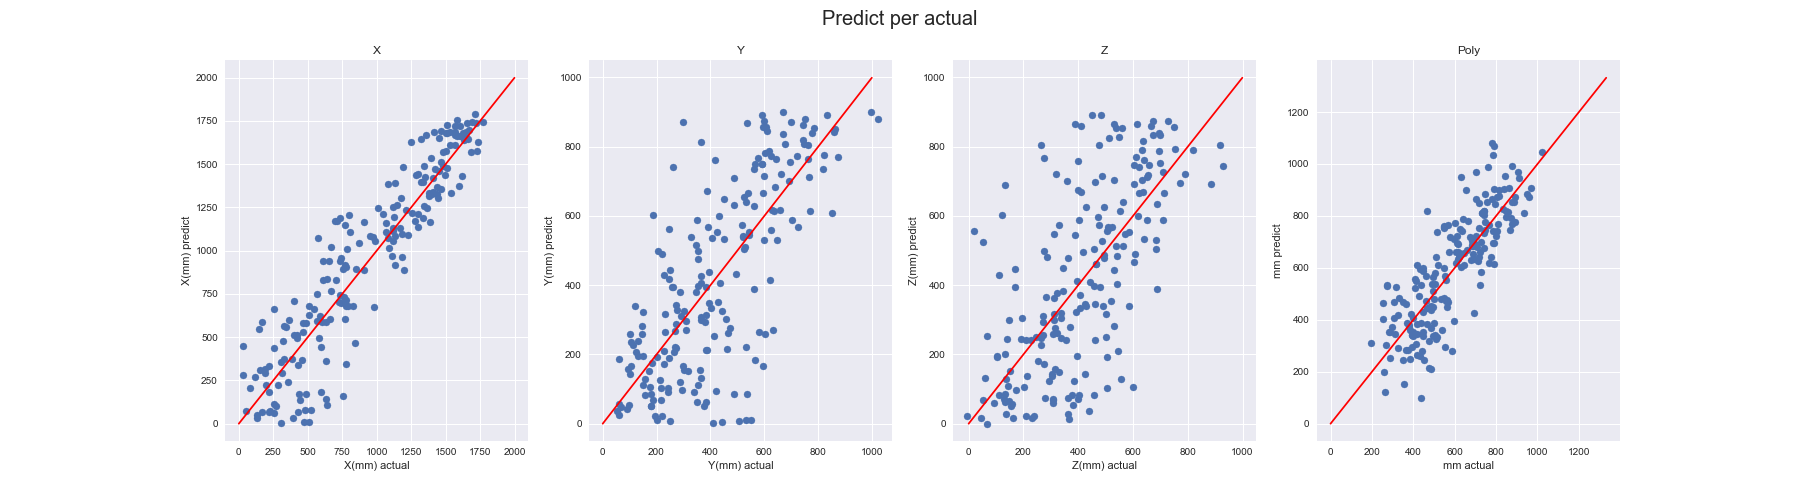 Predict per actual
X
Y
Z
Poly
X(mm) predict
2000
1750
1500
1250
1000
750
500
250
0
0 250 500 750 1000 1250 1500 1750 2000
X(mm) actual
Y(mm) predict
1000
800
600
400
200
0
0 200 400 600 800 1000
Y(mm) actual
Z(mm) predict
1000
800
600
400
200
0
0 200 400 600 800 1000
Z(mm) actual
mm predict
1200
1000
800
600
400
200
0
0 200 400 600 800 1000 1200
mm actual